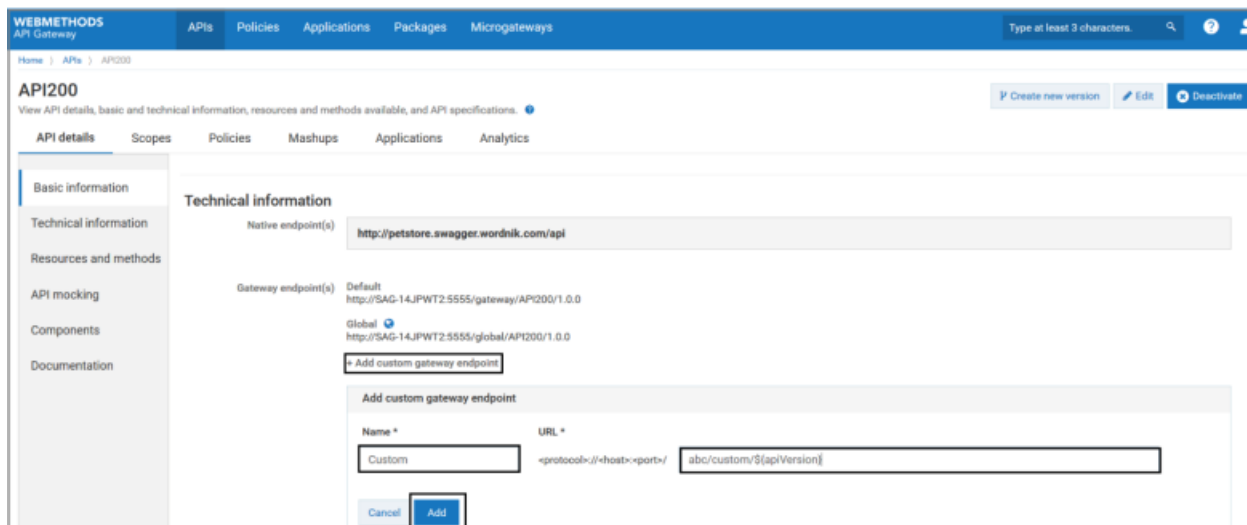 WEBMETHODS
API Gateway
APIs Policies Applications Packages Microgateways
Type at least 3 characters.
Home > APIs > API200
API200
View API details, basic and technical information, resources and methods available, and API specifications.
Create new version Edit Deactivate
API details Scopes Policies Mashups Applications Analytics
Basic information
Technical information
Resources and methods
API mocking
Components
Documentation
Technical information
Native endpoint(s) http://petstore.swagger.wordnik.com/api
Gateway endpoint(s) Default
http://SAG-14JPWT2:5555/gateway/API200/1.0.0
Global
http://SAG-14JPWT2:5555/global/API200/1.0.0
+ Add custom gateway endpoint
Add custom gateway endpoint
Name * URL *
Custom <protocol>://<host>:<port>/ abc/custom/${apiVersion}
Cancel Add